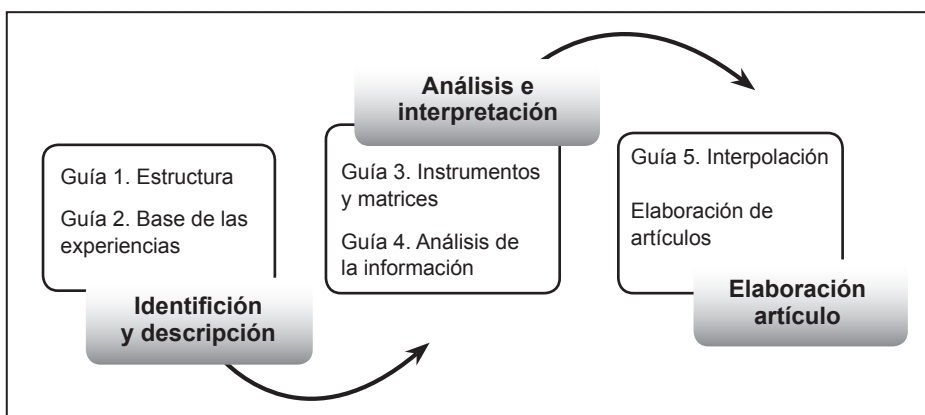 Guía 1. Estructura
Guía 2. Base de las
experiencias
Identifición
y descripción
Análisis e
interpretación
Guía 3. Instrumentos
y matrices
Guía 4. Análisis de
la información
Guía 5. Interpolación
Elaboración de
artículos
Elaboración
artículo